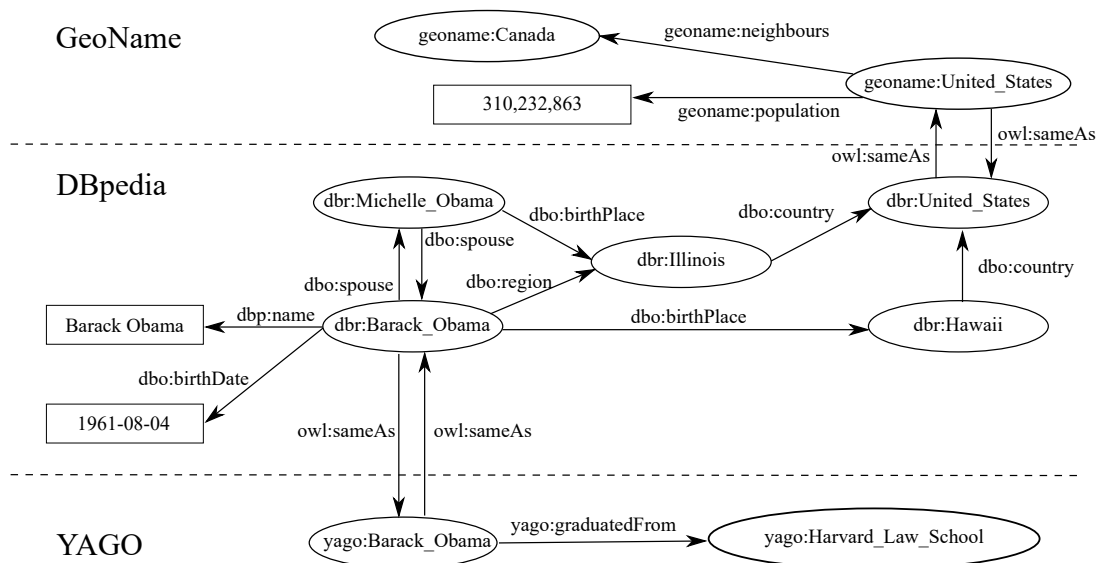 GeoName
geoname:Canada
geoname:neighbours
geoname:United_States
310,232,863
geoname:population
owl:sameAs
owl:sameAs
DBpedia
dbr:Michelle_Obama
dbo:birthPlace
dbo:country
dbr:United_States
dbo:spouse
dbr:Illinois
dbo:region
dbo:country
dbo:spouse
Barack Obama
dbp:name
dbr:Barack_Obama
dbo:birthPlace
dbr:Hawaii
dbo:birthDate
1961-08-04
owl:sameAs
owl:sameAs
YAGO
yago:Barack_Obama
yago:graduatedFrom
yago:Harvard_Law_School